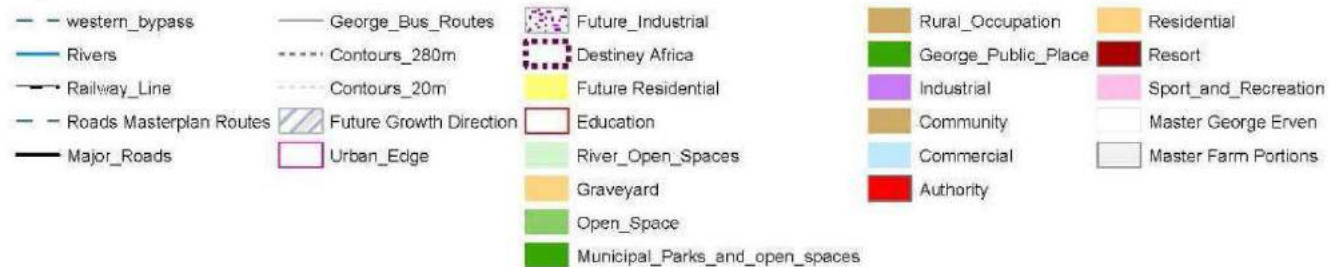 western_bypass
Rivers
Railway_Line
Roads Masterplan Routes
Major_Roads
George_Bus_Routes
Contours_280m
Contours_20m
Future Growth Direction
Urban_Edge
Future_Industrial
Destiney Africa
Future Residential
Education
River_Open_Spaces
Graveyard
Open_Space
Municipal_Parks_and_open_spaces
Rural_Occupation
George_Public_Place
Industrial
Community
Commercial
Authority
Residential
Resort
Sport_and_Recreation
Master George Erven
Master Farm Portions